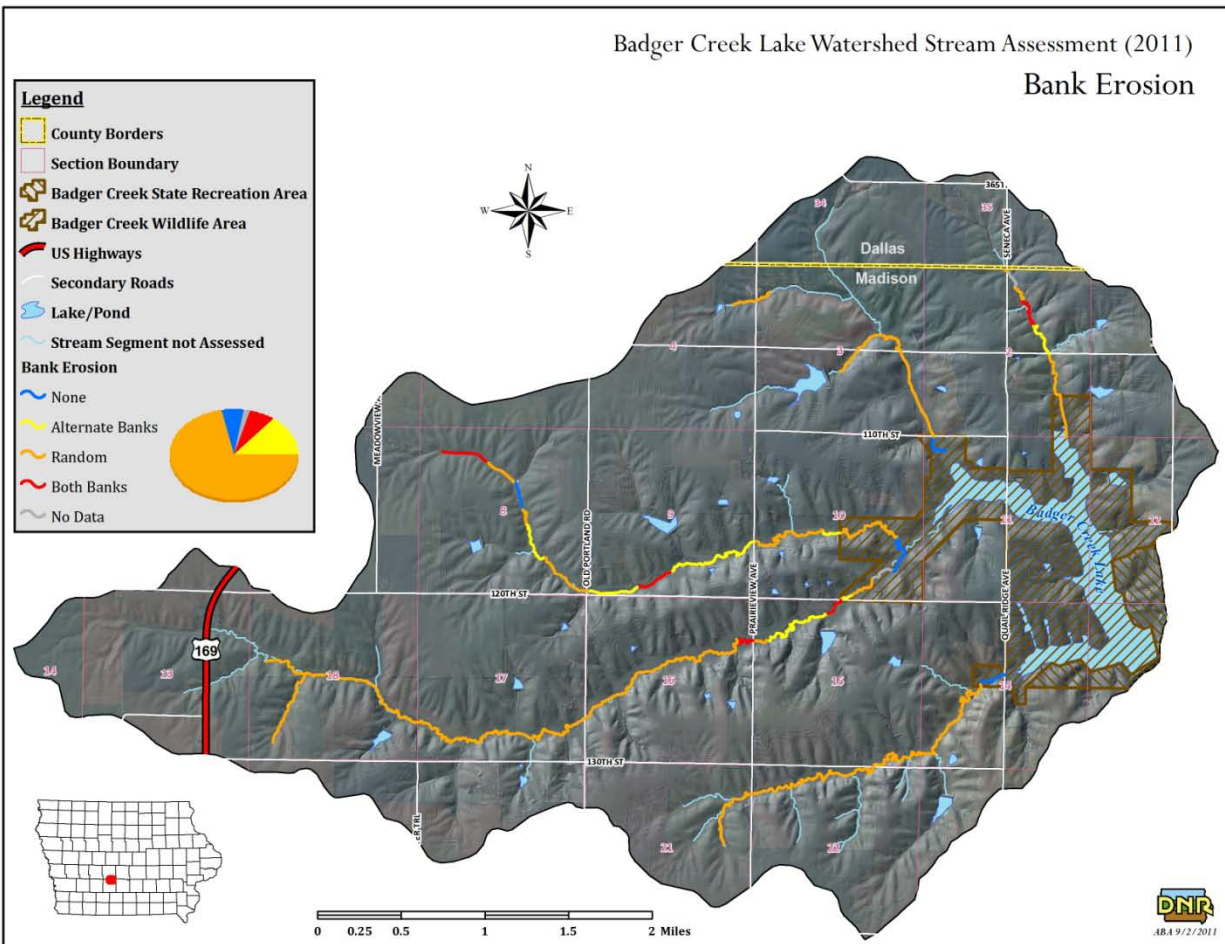 Badger Creek Lake Watershed Stream Assessment (2011)
Bank Erosion
Legend
County Borders
Section Boundary
Badger Creek State Recreation Area
Badger Creek Wildlife Area
US Highways
Secondary Roads
Lake/Pond
Stream Segment not Assessed
Bank Erosion
None
Alternate Banks
Random
Both Banks
No Data
N
W
E
S
34
35
365T
SENECA AVE
Dallas
Madison
4
3
2
110TH ST
MEADOWVIEW
8
9
10
11
12
OLD PORTLAND RD
Badger Creek Lake
120TH ST
PRAIRIEVIEW AVE
QUAIL RIDGE AVE
169
14
13
18
17
16
15
14
130TH ST
TRL
21
22
0 0.25 0.5 1 1.5 2 Miles
DNR
ABA 9/2/2011